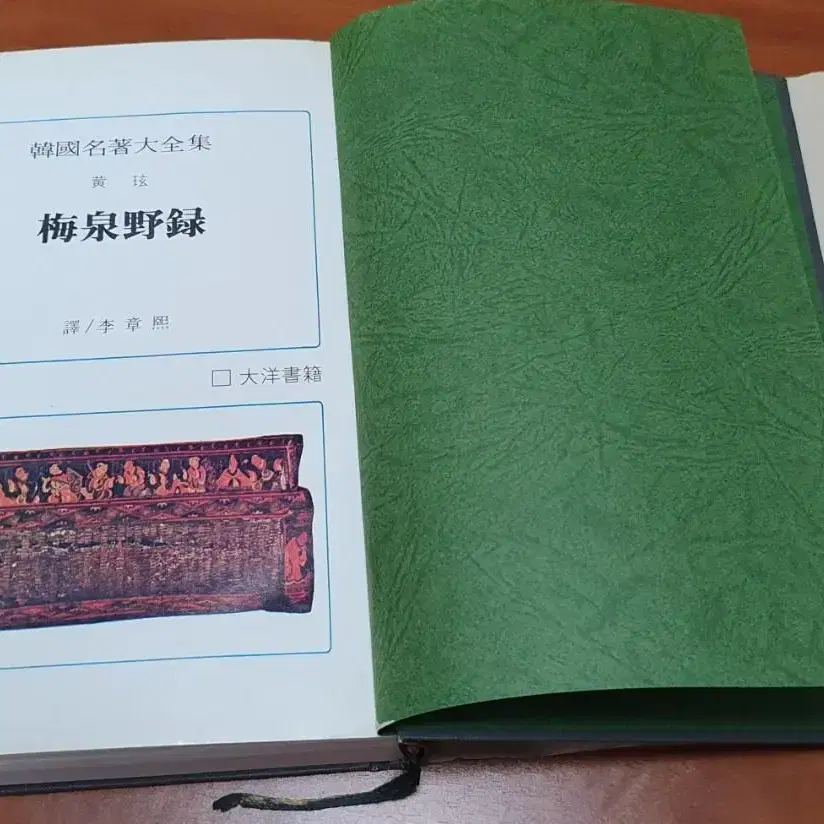 韓國名著大全集
黃 玹
梅泉野録
譯/李章熙
□ 大洋書籍